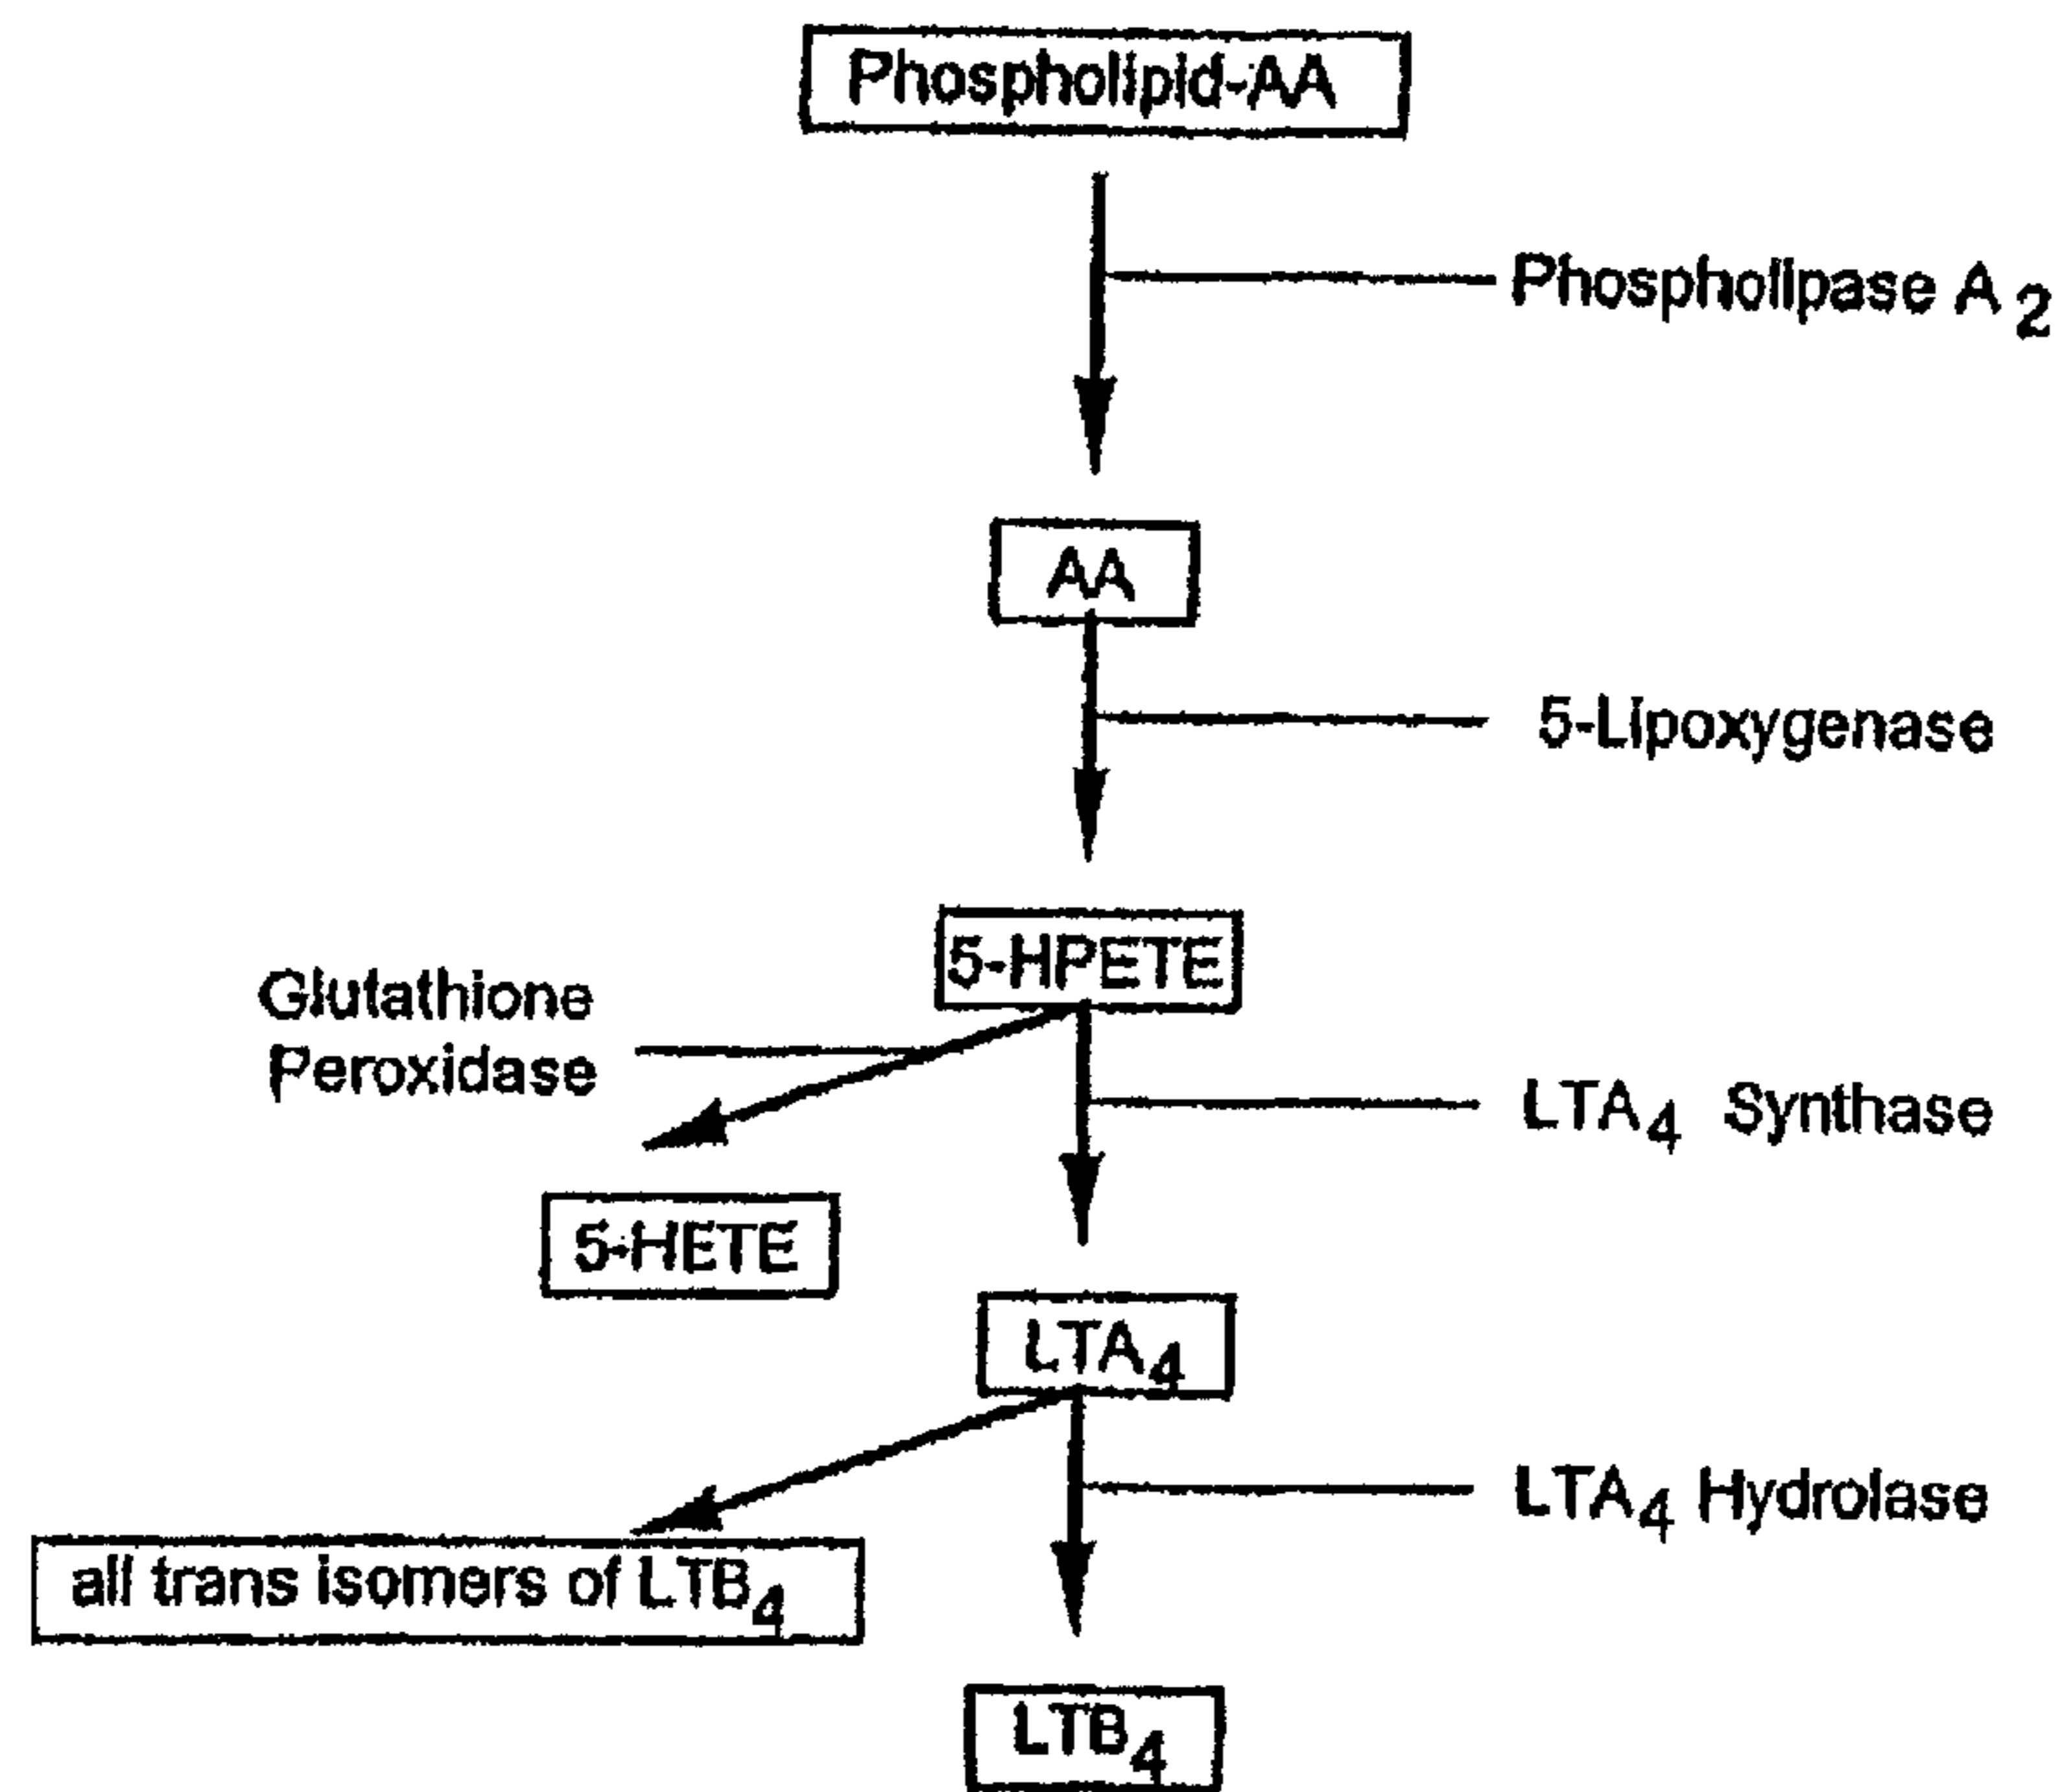 Phospholipid-AA
Phospholipase A2
AA
5-Lipoxygenase
5-HPETE
Glutathione
Peroxidase
LTA4 Synthase
5-HETE
LTA4
LTA4 Hydrolase
all trans isomers of LTB4
LTB4